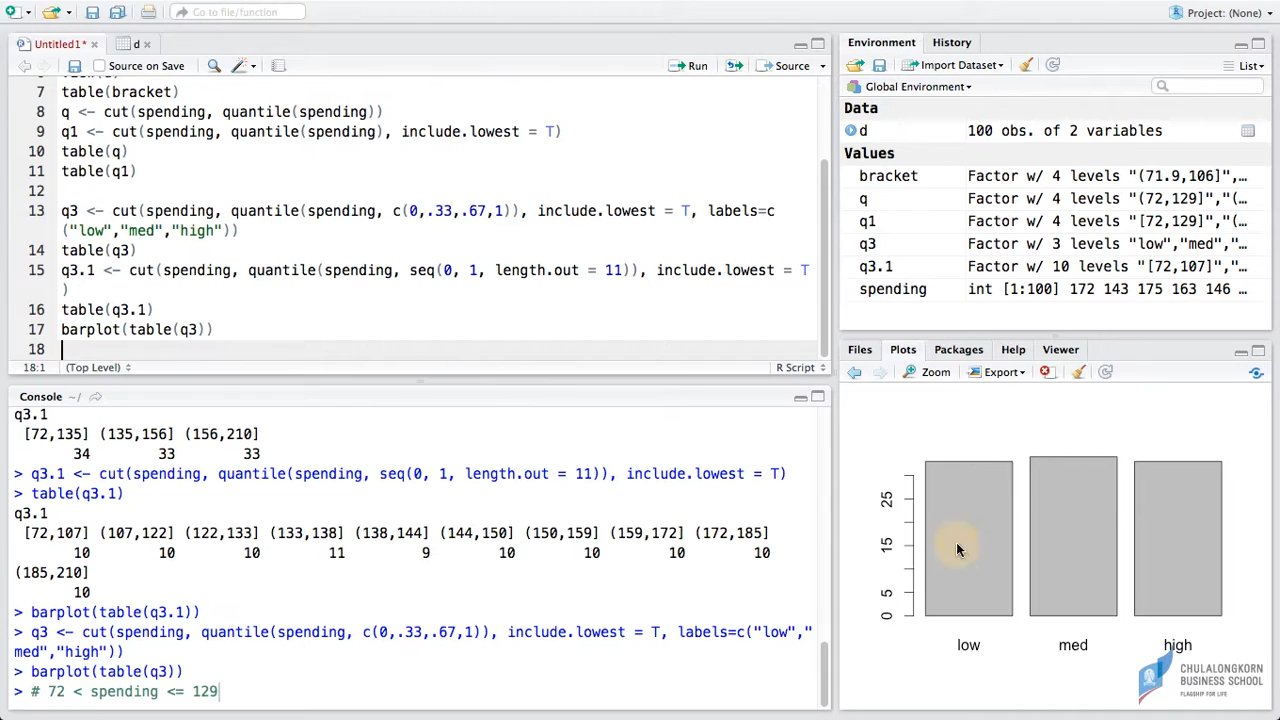 Go to file/function
Project: (None)
Untitled1*
d
Source on Save
Run
Source
7 table(bracket)
8 q <- cut(spending, quantile(spending))
9 q1 <- cut(spending, quantile(spending), include.lowest = T)
10 table(q)
11 table(q1)
12
13 q3 <- cut(spending, quantile(spending, c(0,.33,.67,1)), include.lowest = T, labels=c
("low","med","high"))
14 table(q3)
15 q3.1 <- cut(spending, quantile(spending, seq(0, 1, length.out = 11)), include.lowest = T
)
16 table(q3.1)
17 barplot(table(q3))
18
18:1 (Top Level) R Script
Console ~/
q3.1
[72,135] (135,156] (156,210]
34 33 33
> q3.1 <- cut(spending, quantile(spending, seq(0, 1, length.out = 11)), include.lowest = T)
> table(q3.1)
q3.1
[72,107] (107,122] (122,133] (133,138] (138,144] (144,150] (150,159] (159,172] (172,185]
10 10 10 11 9 10 10 10 10
(185,210]
10
> barplot(table(q3.1))
> q3 <- cut(spending, quantile(spending, c(0,.33,.67,1)), include.lowest = T, labels=c("low","
med","high"))
> barplot(table(q3))
> # 72 < spending <= 129
Environment History
Import Dataset
List
Global Environment
Data
d 100 obs. of 2 variables
Values
bracket Factor w/ 4 levels "(71.9,106]",…
q Factor w/ 4 levels "(72,129]","(…
q1 Factor w/ 4 levels "[72,129]","(…
q3 Factor w/ 3 levels "low","med","…
q3.1 Factor w/ 10 levels "[72,107]","…
spending int [1:100] 172 143 175 163 146 …
Files Plots Packages Help Viewer
Zoom Export
25
15
5
0
low med high
CHULALONGKORN
BUSINESS SCHOOL
FLAGSHIP FOR LIFE